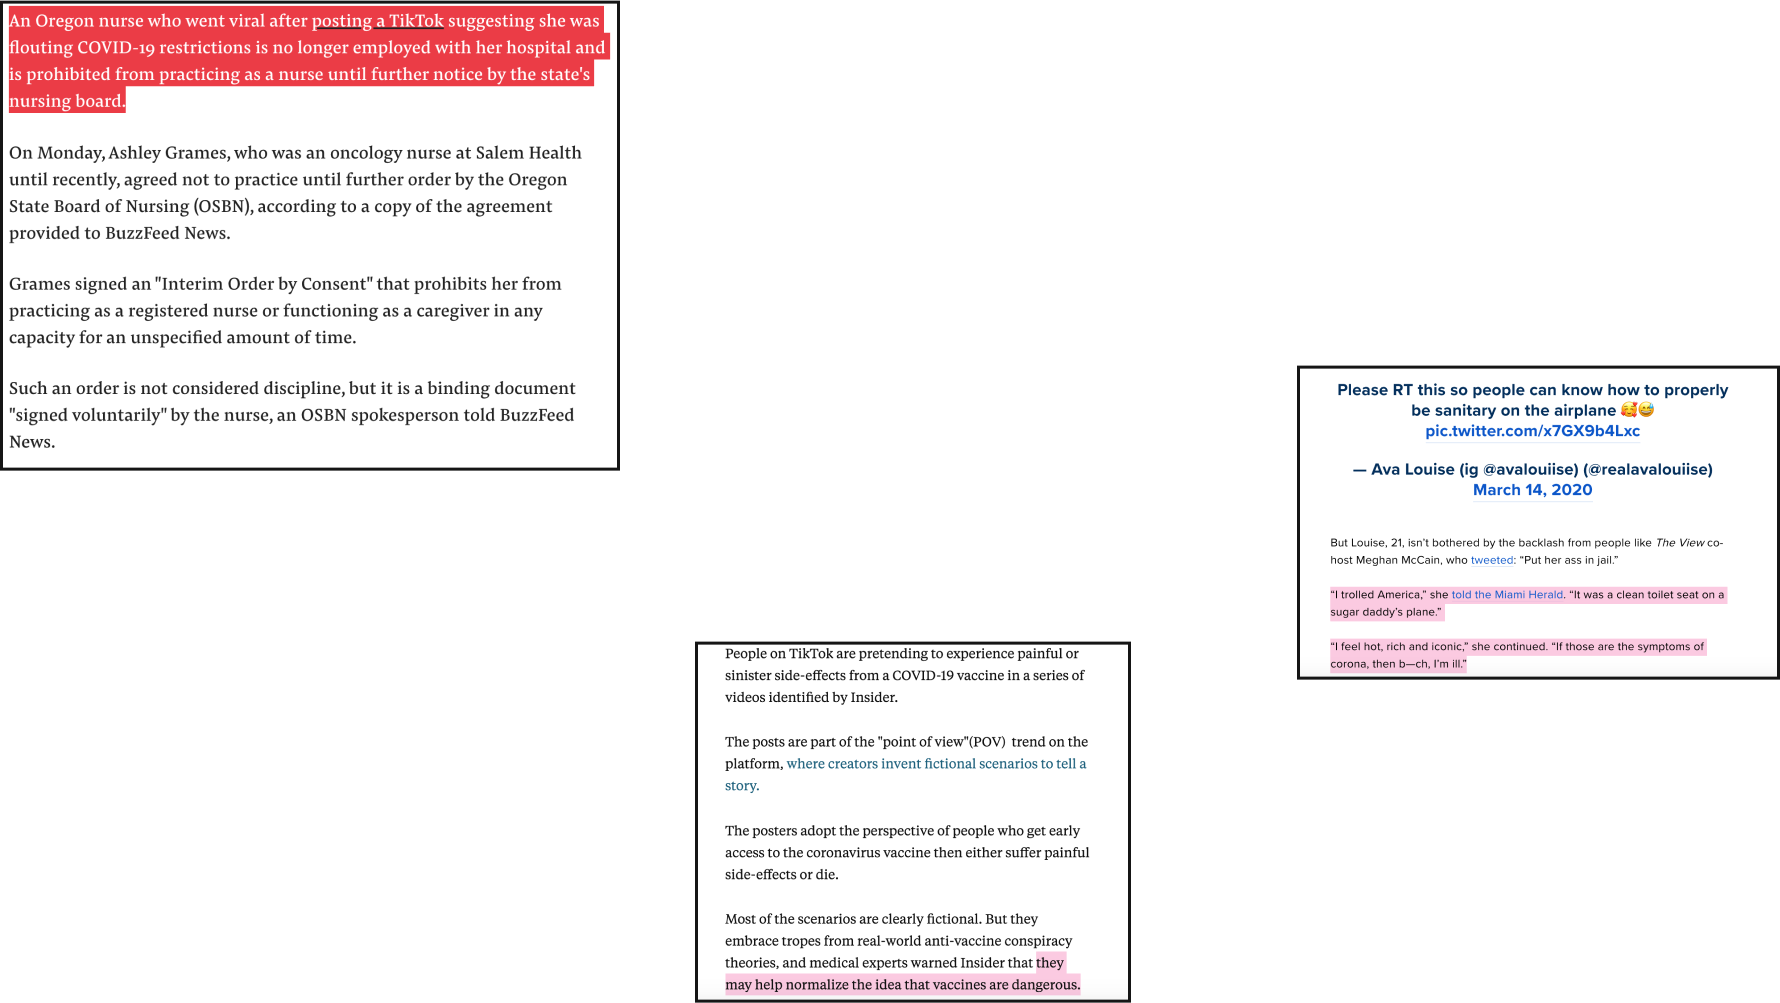 An Oregon nurse who went viral after posting a TikTok suggesting she was
flouting COVID-19 restrictions is no longer employed with her hospital and
is prohibited from practicing as a nurse until further notice by the state's
nursing board.
On Monday, Ashley Grames, who was an oncology nurse at Salem Health
until recently, agreed not to practice until further order by the Oregon
State Board of Nursing (OSBN), according to a copy of the agreement
provided to BuzzFeed News.
Grames signed an "Interim Order by Consent" that prohibits her from
practicing as a registered nurse or functioning as a caregiver in any
capacity for an unspecified amount of time.
Such an order is not considered discipline, but it is a binding document
"signed voluntarily" by the nurse, an OSBN spokesperson told BuzzFeed
News.
People on TikTok are pretending to experience painful or
sinister side-effects from a COVID-19 vaccine in a series of
videos identified by Insider.
The posts are part of the "point of view"(POV) trend on the
platform, where creators invent fictional scenarios to tell a
story.
The posters adopt the perspective of people who get early
access to the coronavirus vaccine then either suffer painful
side-effects or die.
Most of the scenarios are clearly fictional. But they
embrace tropes from real-world anti-vaccine conspiracy
theories, and medical experts warned Insider that they
may help normalize the idea that vaccines are dangerous.
Please RT this so people can know how to properly
be sanitary on the airplane 🥰😅
pic.twitter.com/x7GX9b4Lxc
— Ava Louise (ig @avalouiise) (@realavalouiise)
March 14, 2020
But Louise, 21, isn’t bothered by the backlash from people like The View co-
host Meghan McCain, who tweeted: “Put her ass in jail.”
“I trolled America,” she told the Miami Herald. “It was a clean toilet seat on a
sugar daddy’s plane.”
“I feel hot, rich and iconic,” she continued. “If those are the symptoms of
corona, then b—ch, I’m ill.”